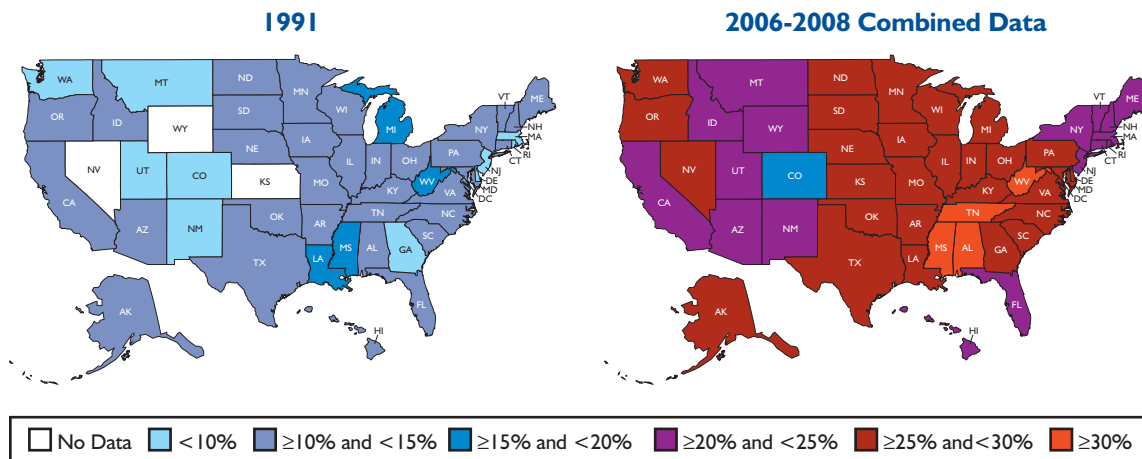 1991
2006-2008 Combined Data
WA
MT
ND
MN
OR
ID
SD
WI
MI
WY
NY
ME
NH
MA
RI
CT
NJ
DE
MD
DC
NV
UT
CO
NE
IA
IL
IN
OH
PA
KS
MO
KY
WV
VA
CA
AZ
NM
OK
AR
TN
NC
SC
TX
LA
MS
AL
GA
FL
AK
HI
WA
MT
ND
MN
OR
ID
SD
WI
MI
WY
VT
NY
ME
NH
MA
RI
CT
NJ
DE
MD
DC
NV
UT
CO
NE
IA
IL
IN
OH
PA
KS
MO
KY
WV
VA
CA
AZ
NM
OK
AR
TN
NC
SC
TX
LA
MS
AL
GA
FL
AK
HI
No Data <10% ≥10% and <15% ≥15% and <20% ≥20% and <25% ≥25% and<30% ≥30%